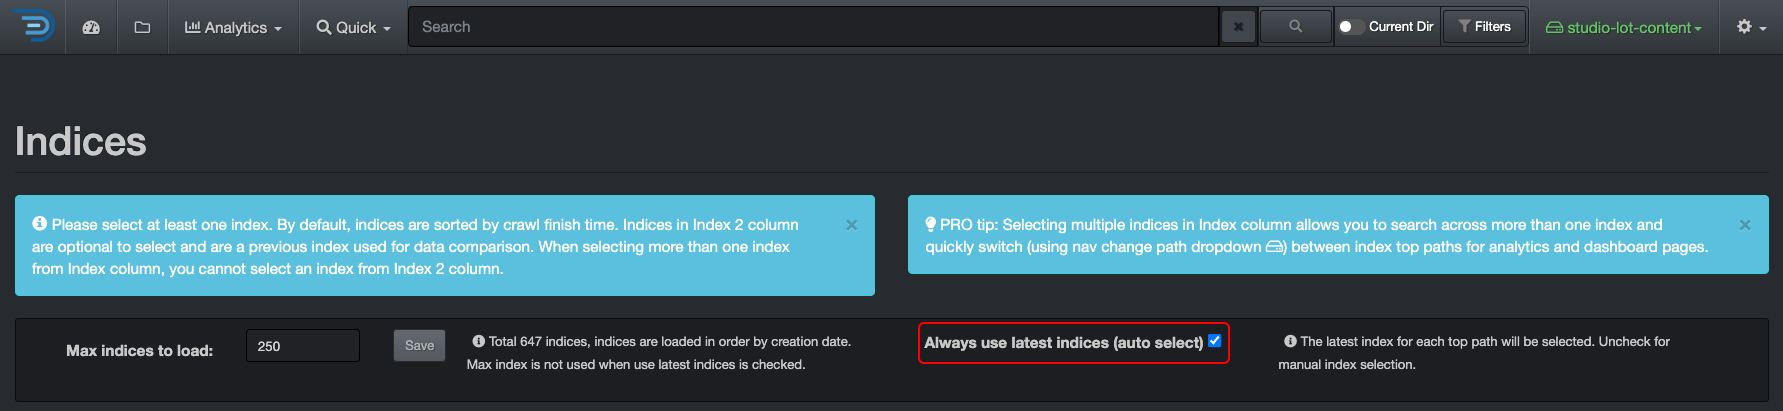 Analytics
Quick
Search
Current Dir
Filters
studio-lot-content
Indices
Please select at least one index. By default, indices are sorted by crawl finish time. Indices in Index 2 column
are optional to select and are a previous index used for data comparison. When selecting more than one index
from Index column, you cannot select an index from Index 2 column.
PRO tip: Selecting multiple indices in Index column allows you to search across more than one index and
quickly switch (using nav change path dropdown ) between index top paths for analytics and dashboard pages.
Max indices to load:
250
Save
Total 647 indices, indices are loaded in order by creation date.
Max index is not used when use latest indices is checked.
Always use latest indices (auto select)
The latest index for each top path will be selected. Uncheck for
manual index selection.